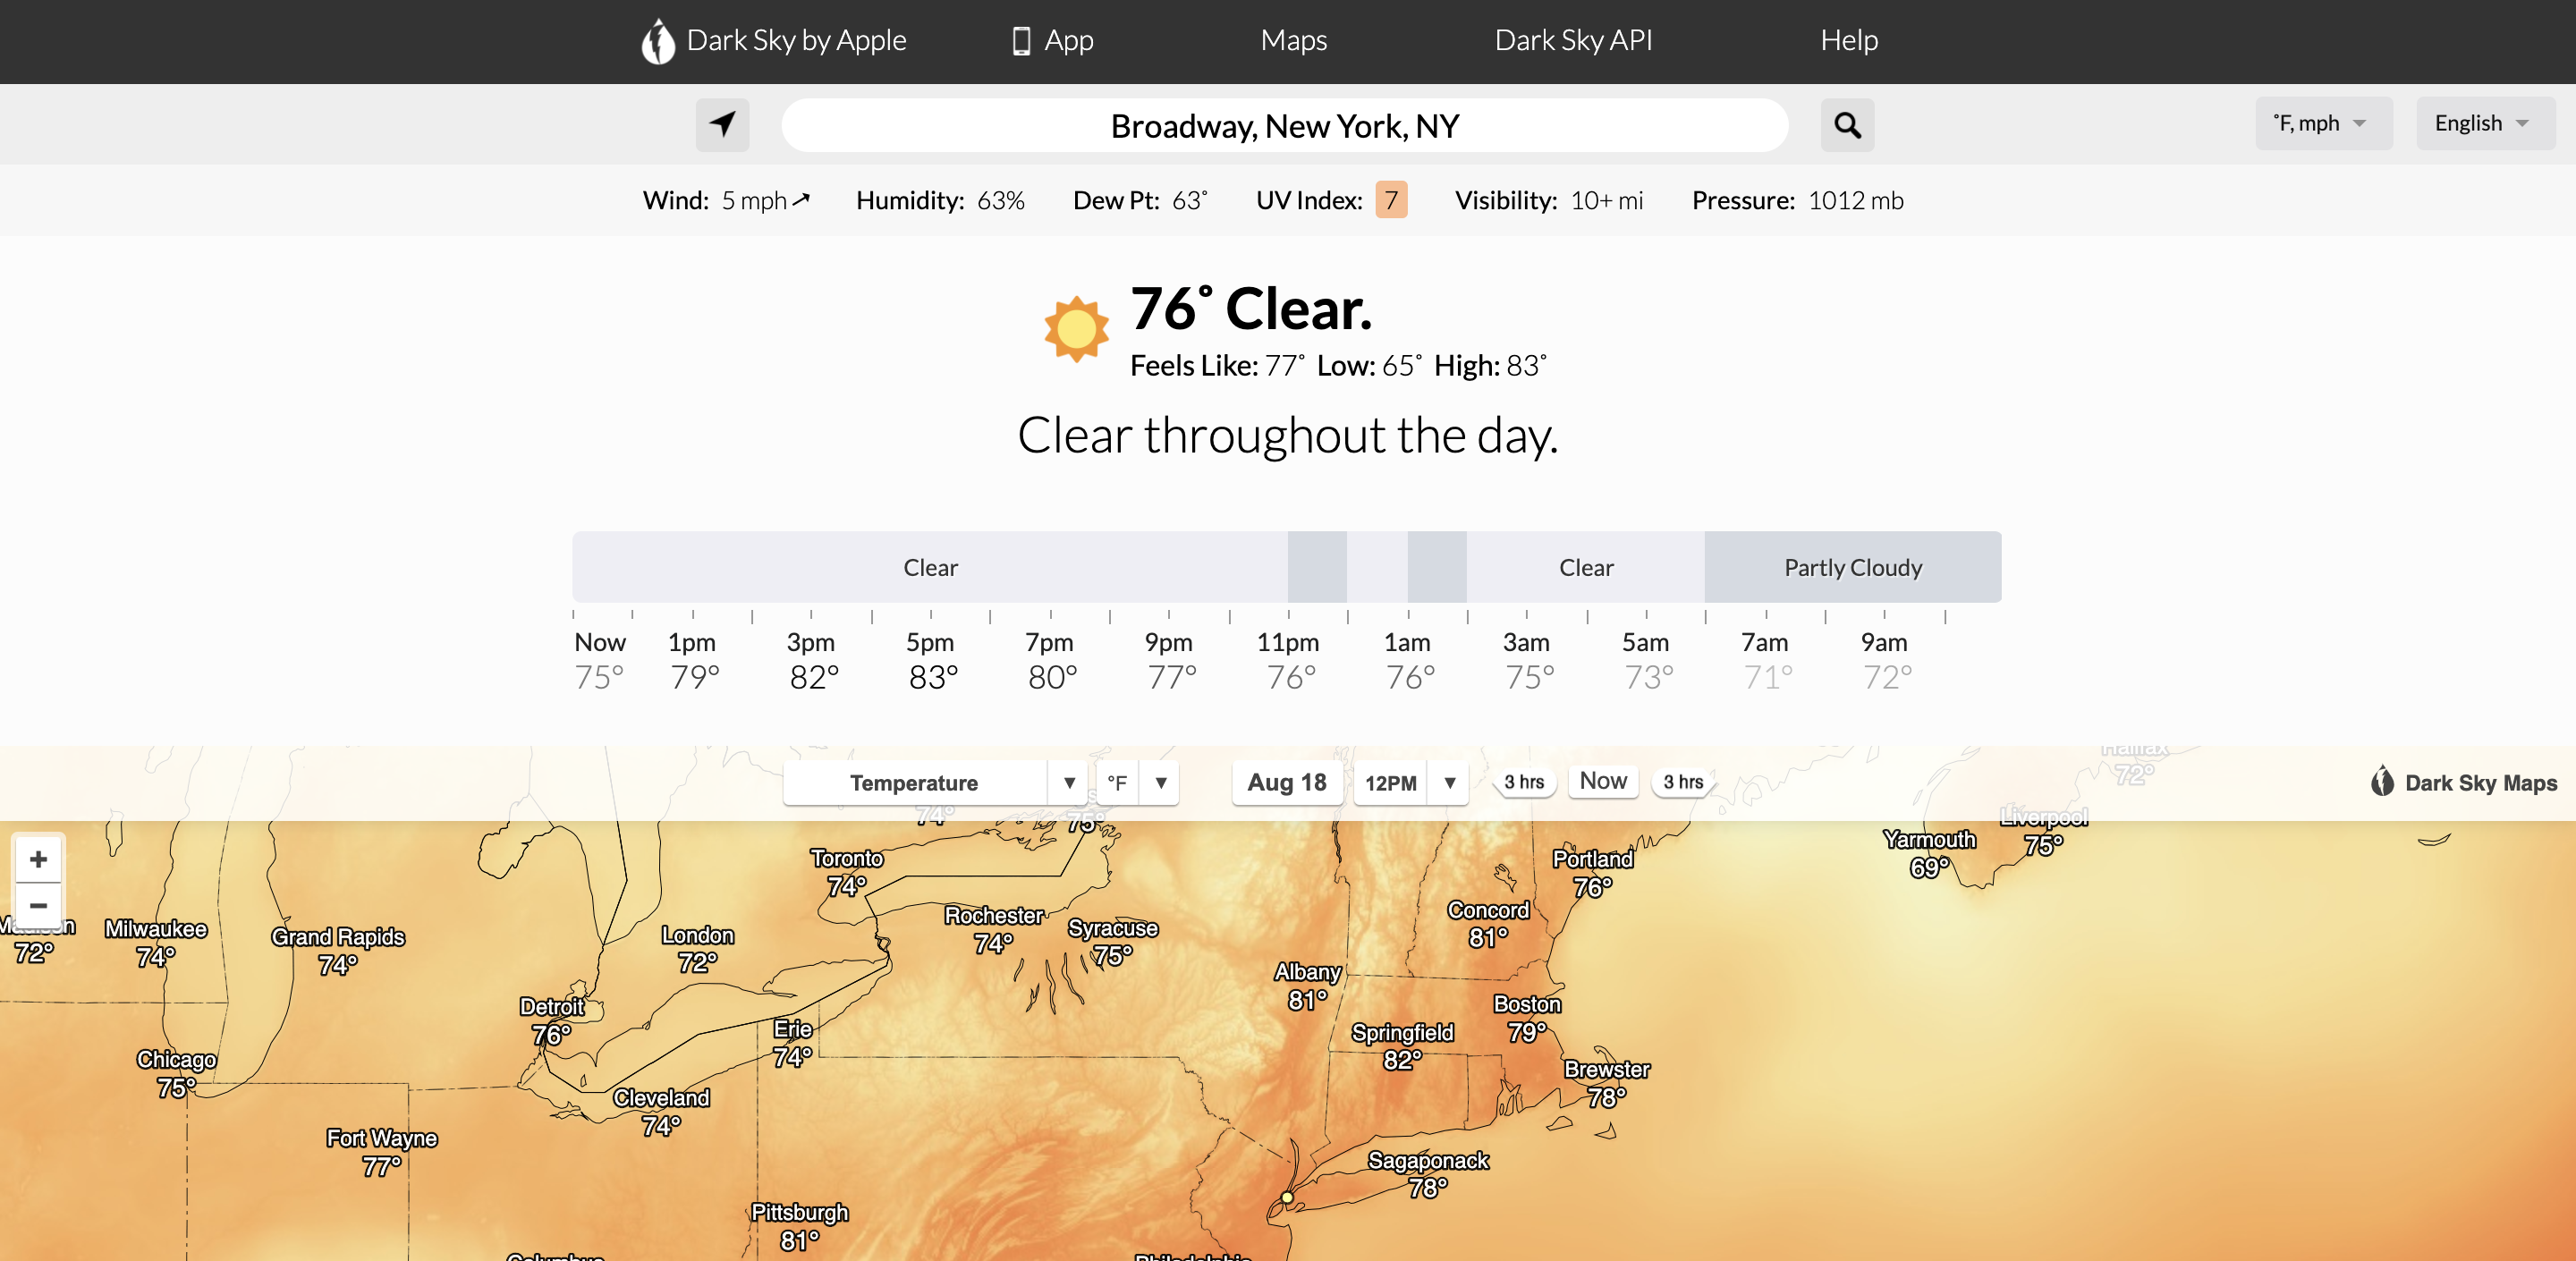 Dark Sky by Apple App Maps Dark Sky API Help
Broadway, New York, NY
˚F, mph English
Wind: 5 mph Humidity: 63% Dew Pt: 63˚ UV Index: 7 Visibility: 10+ mi Pressure: 1012 mb
76˚ Clear.
Feels Like: 77˚ Low: 65˚ High: 83˚
Clear throughout the day.
Clear Clear Partly Cloudy
Now 1pm 3pm 5pm 7pm 9pm 11pm 1am 3am 5am 7am 9am
75° 79° 82° 83° 80° 77° 76° 76° 75° 73° 71° 72°
Halifax
72°
Temperature ▼ °F ▼ Aug 18 12PM ▼ 3 hrs Now 3 hrs
Dark Sky Maps
74°
75°
Liverpool
75°
Yarmouth
69°
+
−
Toronto
74°
Portland
76°
Concord
81°
Rochester
74°
Syracuse
75°
72°
Milwaukee
74°
Grand Rapids
74°
London
72°
Albany
81°
Detroit
76°
Boston
79°
Erie
74°
Springfield
82°
Chicago
75°
Brewster
78°
Cleveland
74°
Fort Wayne
77°
Sagaponack
78°
Pittsburgh
81°
Columbus
Philadelphia